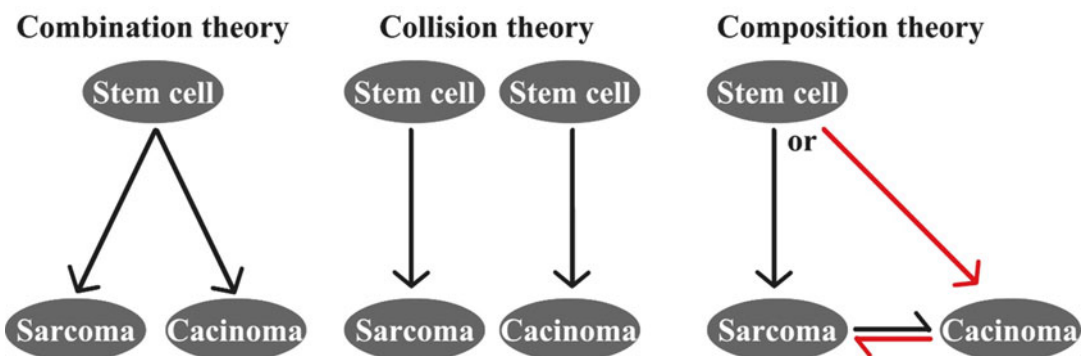 Combination theory
Stem cell
Sarcoma Cacinoma
Collision theory
Stem cell Stem cell
Sarcoma Cacinoma
Composition theory
Stem cell
or
Sarcoma Cacinoma